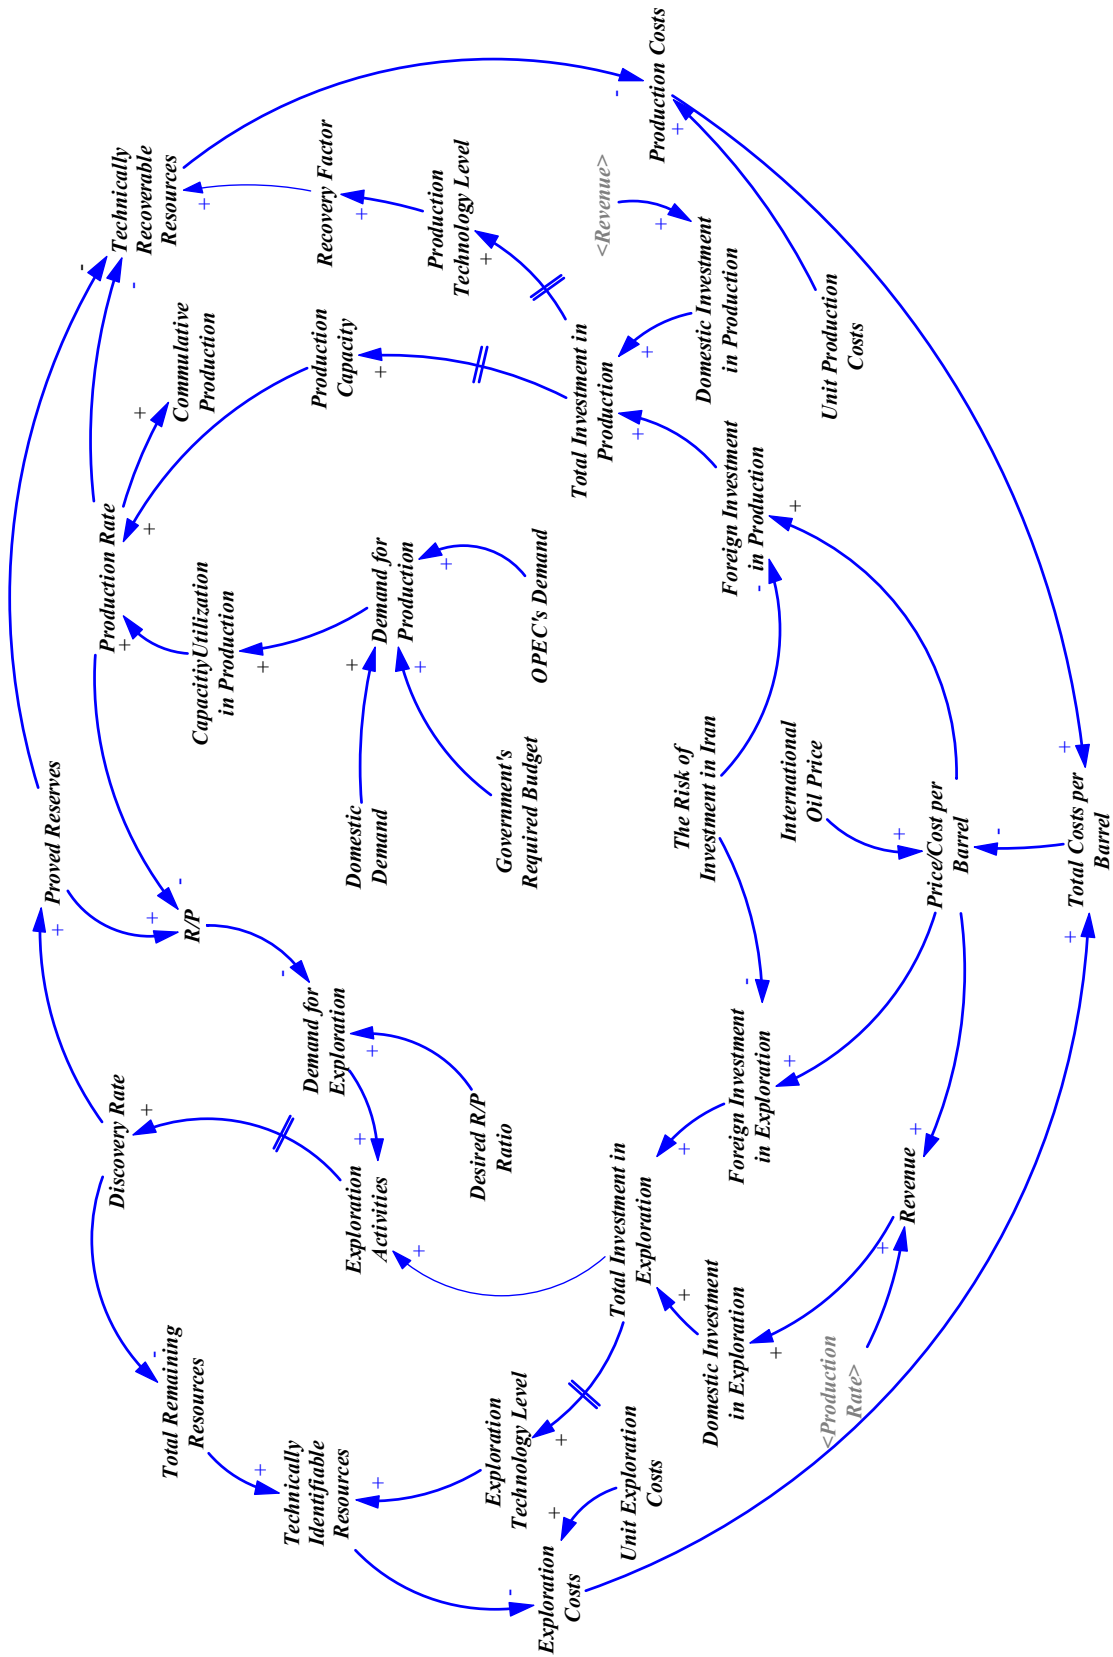 Proved Reserves
Discovery Rate
Production Rate
Technically
Recoverable
Resources
Total Remaining
Resources
R/P
CapacitiyUtilization
in Production
Commulative
Production
Technically
Identifiable
Resources
Demand for
Exploration
Production
Capacity
Recovery Factor
Exploration
Activities
Domestic
Demand
Demand for
Production
Exploration
Technology Level
Desired R/P
Ratio
Government's
Required Budget
OPEC's Demand
Production
Technology Level
Exploration
Costs
Unit Exploration
Costs
Total Investment in
Exploration
Total Investment in
Production
<Revenue>
Production Costs
Domestic Investment
in Exploration
Foreign Investment
in Exploration
The Risk of
Investment in Iran
Foreign Investment
in Production
Domestic Investment
in Production
<Production
Rate>
International
Oil Price
Unit Production
Costs
Revenue
Price/Cost per
Barrel
Total Costs per
Barrel